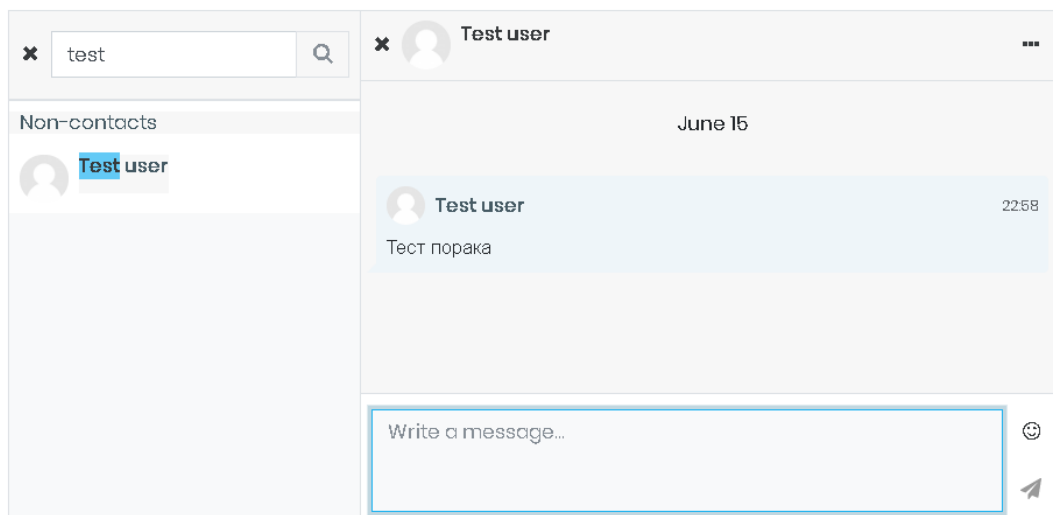 test
Non-contacts
Test user
Test user
June 15
Test user 22:58
Тест порака
Write a message...